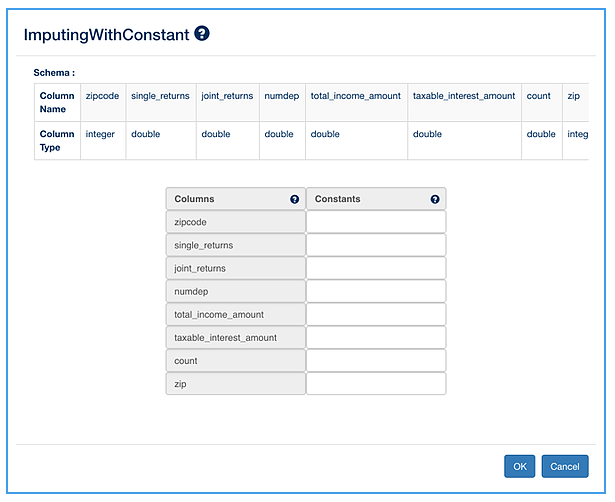 ImputingWithConstant ?
Schema :
Column Name zipcode single_returns joint_returns numdep total_income_amount taxable_interest_amount count zip
Column Type integer double double double double double double integ
Columns ? Constants ?
zipcode
single_returns
joint_returns
numdep
total_income_amount
taxable_interest_amount
count
zip
OK Cancel